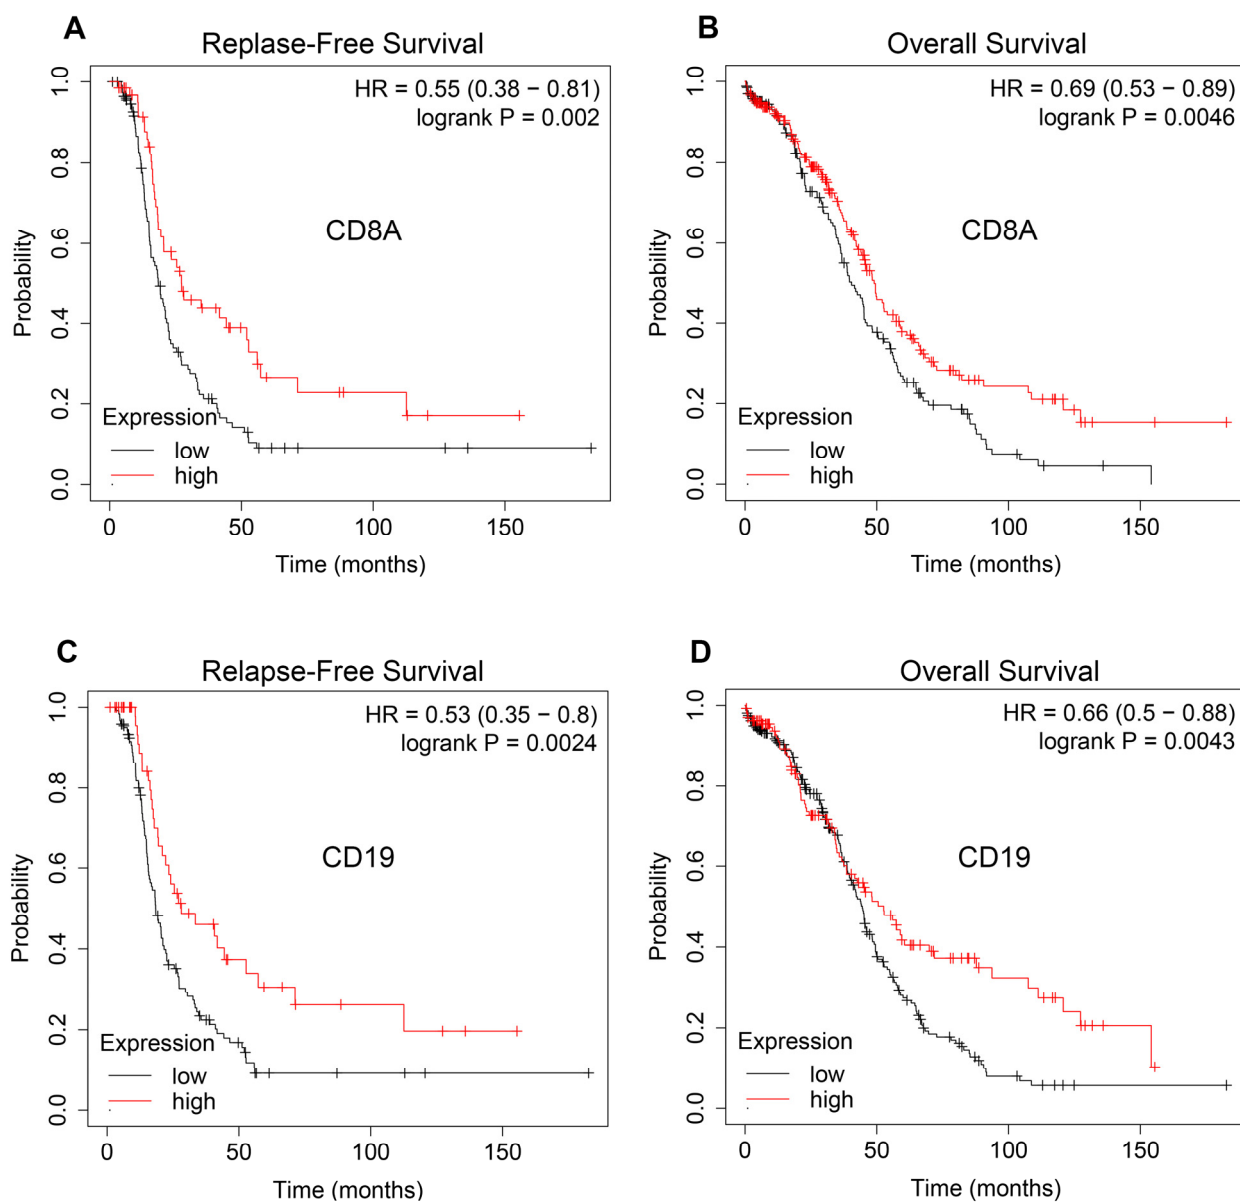 A
Replase-Free Survival
HR = 0.55 (0.38 − 0.81)
logrank P = 0.002
CD8A
Probability
1.0
0.8
0.6
0.4
0.2
0.0
Expression
low
high
0 50 100 150
Time (months)
B
Overall Survival
HR = 0.69 (0.53 − 0.89)
logrank P = 0.0046
CD8A
Probability
1.0
0.8
0.6
0.4
0.2
0.0
Expression
low
high
0 50 100 150
Time (months)
C
Relapse-Free Survival
HR = 0.53 (0.35 − 0.8)
logrank P = 0.0024
CD19
Probability
1.0
0.8
0.6
0.4
0.2
0.0
Expression
low
high
0 50 100 150
Time (months)
D
Overall Survival
HR = 0.66 (0.5 − 0.88)
logrank P = 0.0043
CD19
Probability
1.0
0.8
0.6
0.4
0.2
0.0
Expression
low
high
0 50 100 150
Time (months)